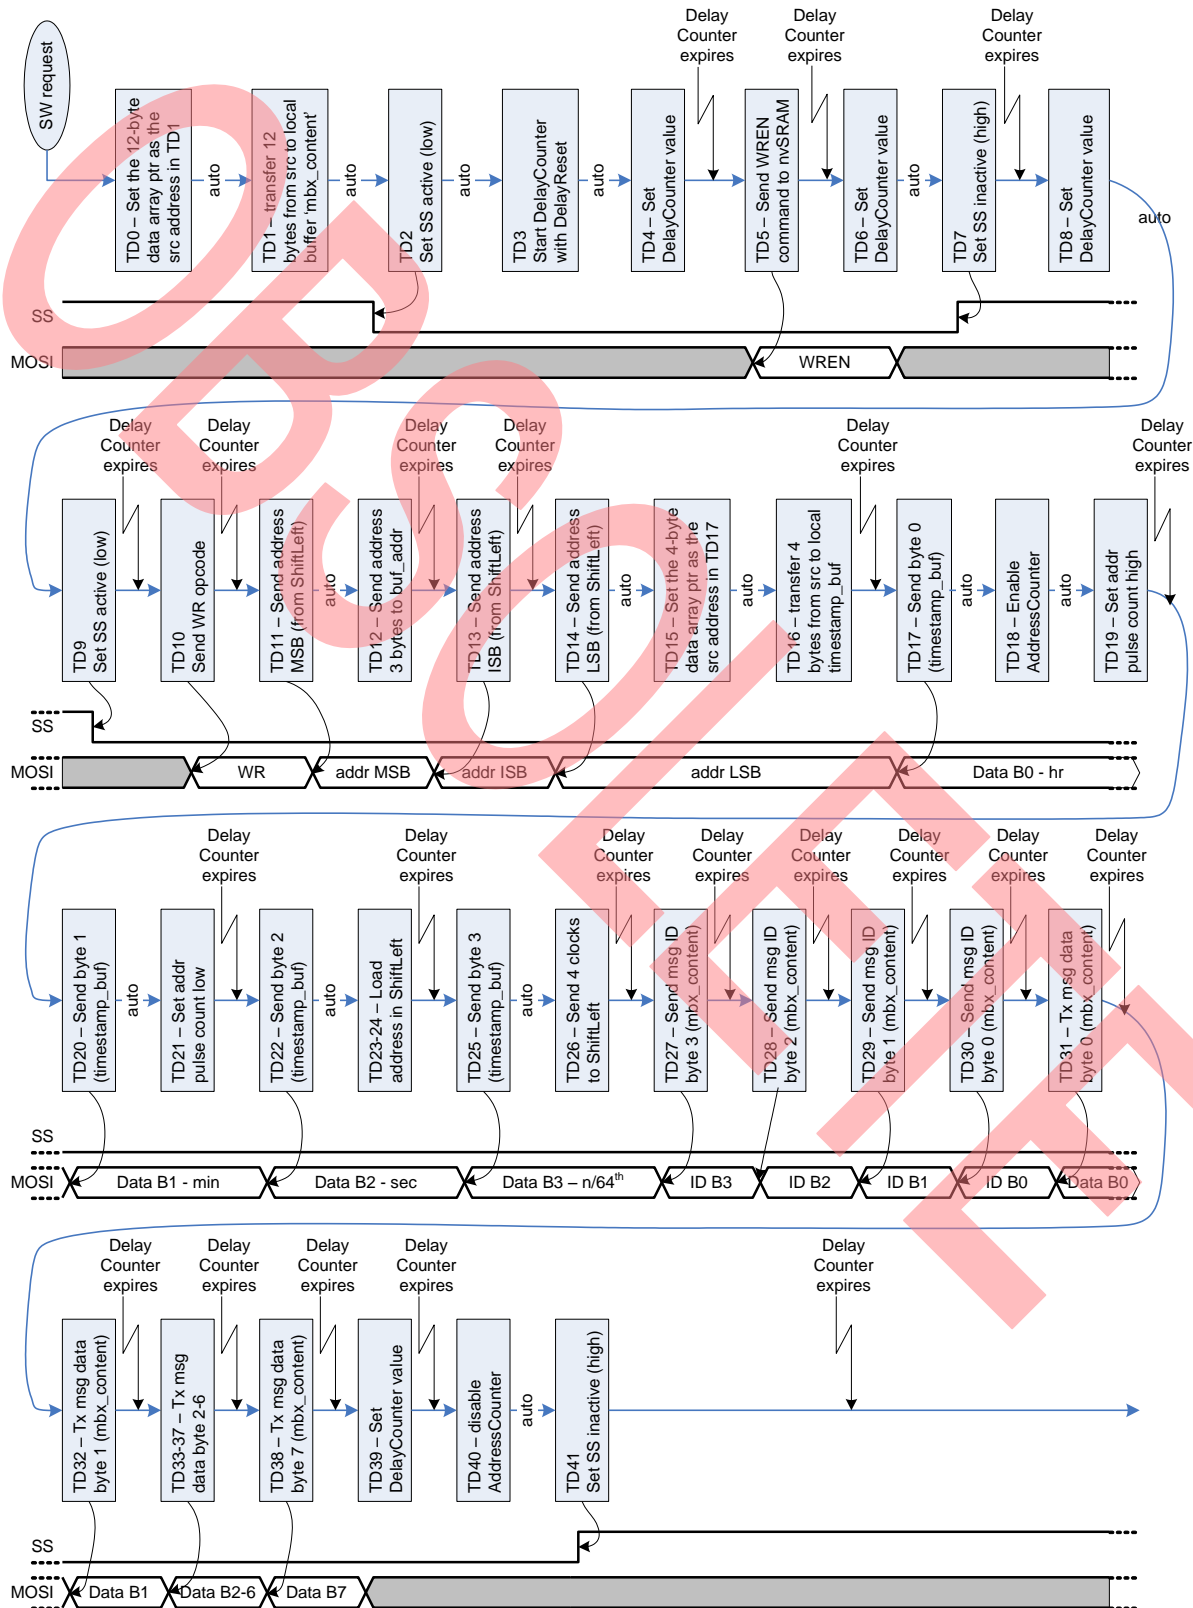 SW request
TD0 – Set the 12-byte
data array ptr as the
src address in TD1
auto
TD1 – transfer 12
bytes from src to local
buffer ‘mbx_content’
auto
TD2
Set SS active (low)
auto
TD3
Start DelayCounter
with DelayReset
auto
TD4 – Set
DelayCounter value
Delay
Counter
expires
TD5 – Send WREN
command to nvSRAM
Delay
Counter
expires
TD6 – Set
DelayCounter value
auto
TD7
Set SS inactive (high)
Delay
Counter
expires
TD8 – Set
DelayCounter value
auto
SS
MOSI
WREN
TD9
Set SS active (low)
Delay
Counter
expires
TD10
Send WR opcode
Delay
Counter
expires
TD11 – Send address
MSB (from ShiftLeft)
auto
TD12 – Send address
3 bytes to buf_addr
Delay
Counter
expires
TD13 – Send address
ISB (from ShiftLeft)
Delay
Counter
expires
TD14 – Send address
LSB (from ShiftLeft)
auto
TD15 – Set the 4-byte
data array ptr as the
src address in TD17
auto
TD16 – transfer 4
bytes from src to local
timestamp_buf
Delay
Counter
expires
TD17 – Send byte 0
(timestamp_buf)
auto
TD18 – Enable
AddressCounter
auto
TD19 – Set addr
pulse count high
Delay
Counter
expires
SS
MOSI
WR
addr MSB
addr ISB
addr LSB
Data B0 - hr
TD20 – Send byte 1
(timestamp_buf)
auto
TD21 – Set addr
pulse count low
Delay
Counter
expires
TD22 – Send byte 2
(timestamp_buf)
auto
TD23-24 – Load
address in ShiftLeft
Delay
Counter
expires
TD25 – Send byte 3
(timestamp_buf)
auto
TD26 – Send 4 clocks
to ShiftLeft
Delay
Counter
expires
TD27 – Send msg ID
byte 3 (mbx_content)
Delay
Counter
expires
TD28 – Send msg ID
byte 2 (mbx_content)
Delay
Counter
expires
TD29 – Send msg ID
byte 1 (mbx_content)
Delay
Counter
expires
TD30 – Send msg ID
byte 0 (mbx_content)
Delay
Counter
expires
TD31 – Tx msg data
byte 0 (mbx_content)
Delay
Counter
expires
SS
MOSI
Data B1 - min
Data B2 - sec
Data B3 – n/64th
ID B3
ID B2
ID B1
ID B0
Data B0
TD32 – Tx msg data
byte 1 (mbx_content)
Delay
Counter
expires
TD33-37 – Tx msg
data byte 2-6
Delay
Counter
expires
TD38 – Tx msg data
byte 7 (mbx_content)
Delay
Counter
expires
TD39 – Set
DelayCounter value
Delay
Counter
expires
TD40 – disable
AddressCounter
auto
TD41
Set SS inactive (high)
Delay
Counter
expires
SS
MOSI
Data B1
Data B2-6
Data B7
OBSOLETE